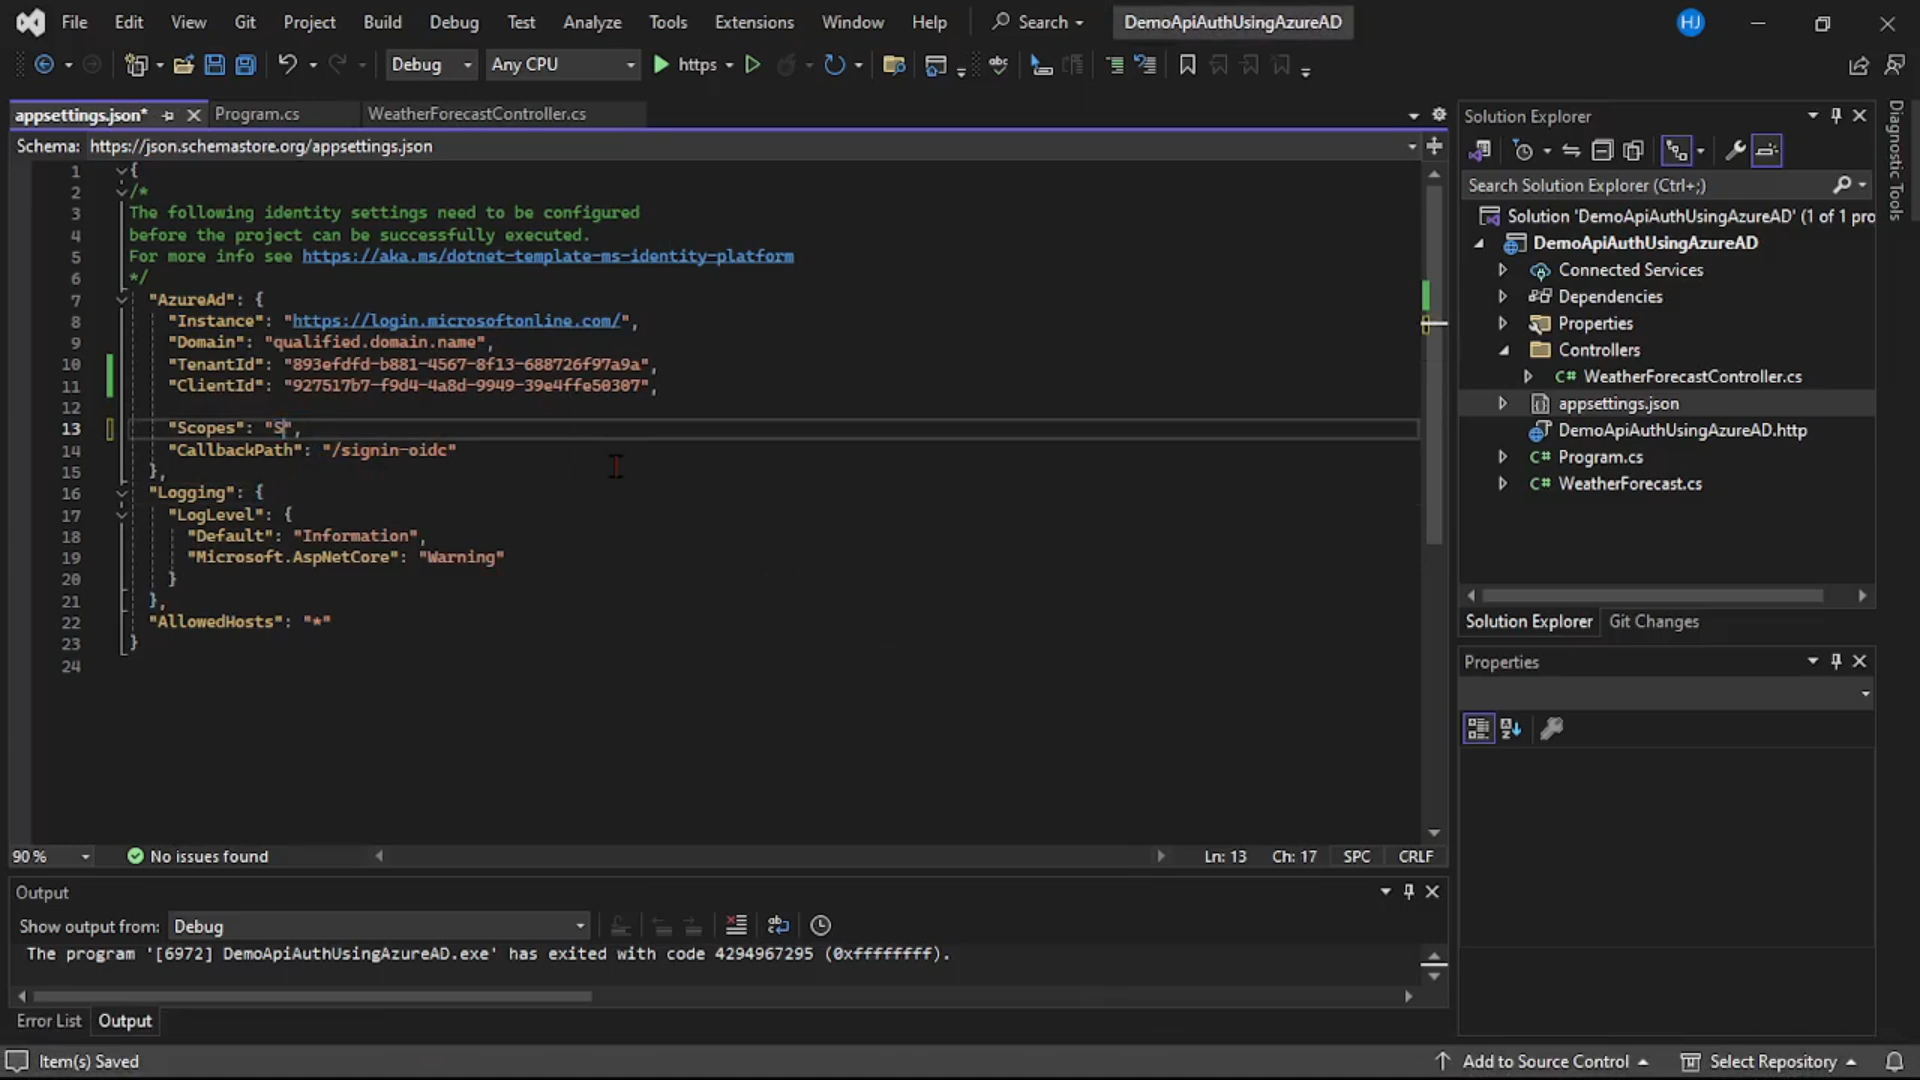 File Edit View Git Project Build Debug Test Analyze Tools Extensions Window Help Search DemoApiAuthUsingAzureAD HJ
Debug Any CPU https
appsettings.json* Program.cs WeatherForecastController.cs
Schema: https://json.schemastore.org/appsettings.json
1 {
2 /*
3 The following identity settings need to be configured
4 before the project can be successfully executed.
5 For more info see https://aka.ms/dotnet-template-ms-identity-platform
6 */
7 "AzureAd": {
8 "Instance": "https://login.microsoftonline.com/",
9 "Domain": "qualified.domain.name",
10 "TenantId": "893efdfd-b881-4567-8f13-688726f97a9a",
11 "ClientId": "927517b7-f9d4-4a8d-9949-39e4ffe50307",
12
13 "Scopes": "S",
14 "CallbackPath": "/signin-oidc"
15 },
16 "Logging": {
17 "LogLevel": {
18 "Default": "Information",
19 "Microsoft.AspNetCore": "Warning"
20 }
21 },
22 "AllowedHosts": "*"
23 }
24
90 % No issues found Ln: 13 Ch: 17 SPC CRLF
Output
Show output from: Debug
The program '[6972] DemoApiAuthUsingAzureAD.exe' has exited with code 4294967295 (0xffffffff).
Error List Output
Solution Explorer
Search Solution Explorer (Ctrl+;)
Solution 'DemoApiAuthUsingAzureAD' (1 of 1 pro
DemoApiAuthUsingAzureAD
Connected Services
Dependencies
Properties
Controllers
C# WeatherForecastController.cs
appsettings.json
DemoApiAuthUsingAzureAD.http
C# Program.cs
C# WeatherForecast.cs
Solution Explorer Git Changes
Properties
Diagnostic Tools
Item(s) Saved Add to Source Control Select Repository